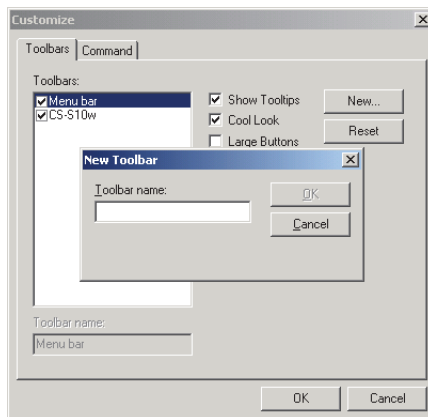 Customize
Toolbars Command
Toolbars:
Menu bar
CS-S10w
Show Tooltips
Cool Look
Large Buttons
New...
Reset
New Toolbar
Toolbar name:
OK
Cancel
Toolbar name:
Menu bar
OK Cancel